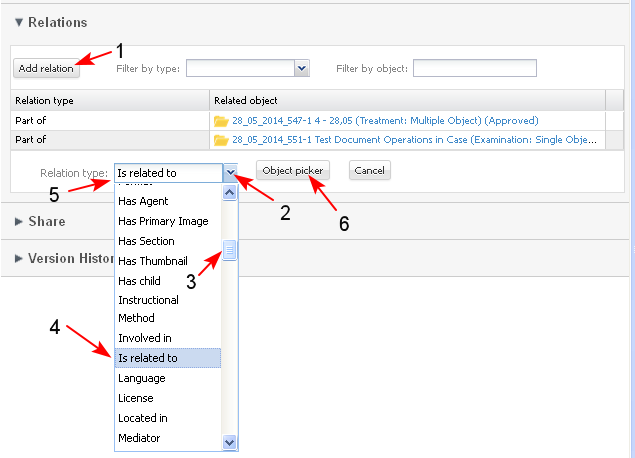 Relations
1
Add relation Filter by type: Filter by object:
Relation type Related object
Part of 28_05_2014_547-1 4 - 28,05 (Treatment: Multiple Object) (Approved)
Part of 28_05_2014_551-1 Test Document Operations in Case (Examination: Single Obje...
Relation type: Is related to Object picker Cancel
5 2 6
Has Agent
Has Primary Image
Share
Has Section
Has Thumbnail
Version Histor
Has child
3
Instructional
Method
4
Involved in
Is related to
Language
License
Located in
Mediator